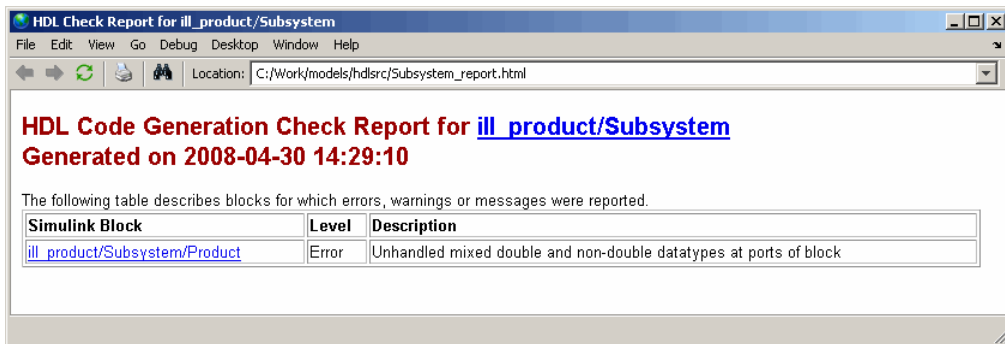 HDL Check Report for ill_product/Subsystem
File Edit View Go Debug Desktop Window Help
Location: C:/Work/models/hdlsrc/Subsystem_report.html
HDL Code Generation Check Report for ill_product/Subsystem
Generated on 2008-04-30 14:29:10
The following table describes blocks for which errors, warnings or messages were reported.
Simulink Block Level Description
ill_product/Subsystem/Product Error Unhandled mixed double and non-double datatypes at ports of block